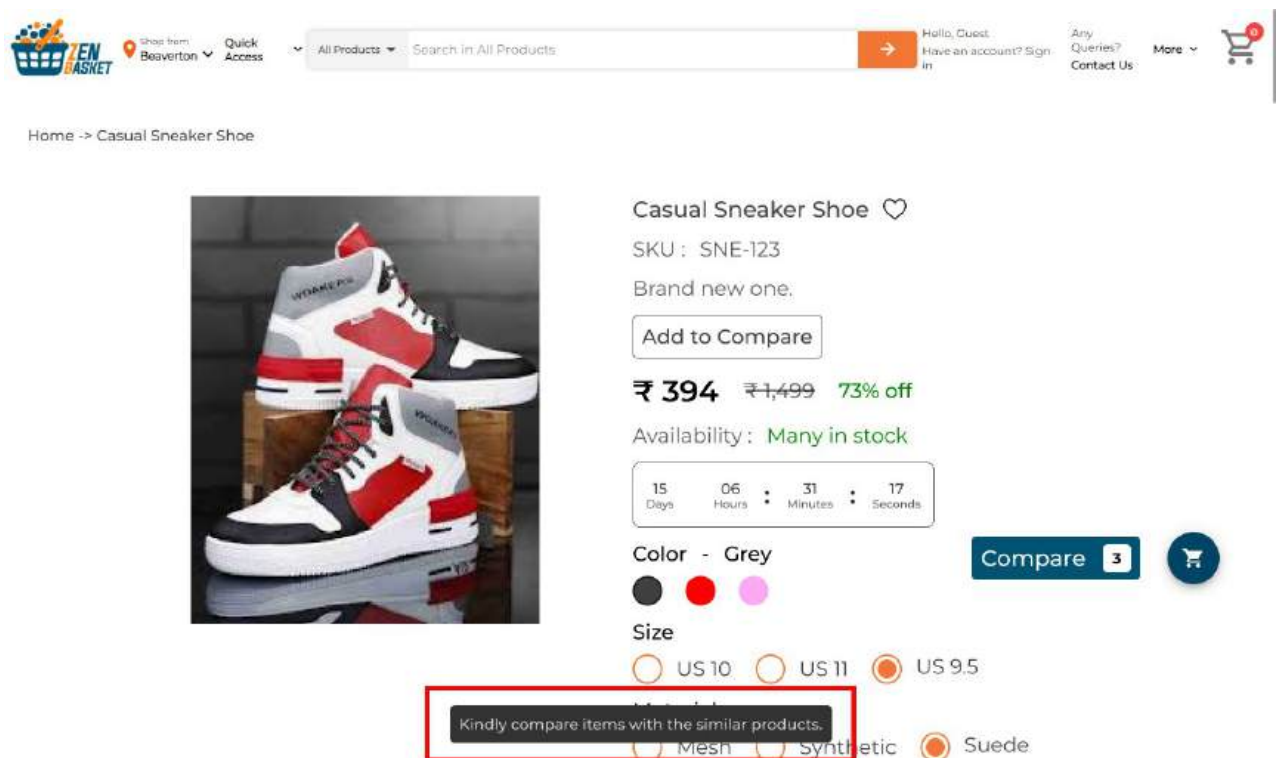 ZEN
BASKET
Shop from
Beaverton
Quick
Access
All Products
Search in All Products
Hello, Guest
Have an account? Sign
in
Any
Queries?
Contact Us
More
0
Home -> Casual Sneaker Shoe
Casual Sneaker Shoe
SKU : SNE-123
Brand new one.
Add to Compare
₹ 394 ₹ 1,499 73% off
Availability : Many in stock
15 06 : 31 : 17
Days Hours Minutes Seconds
Color - Grey
Compare 3
Size
US 10 US 11 US 9.5
Kindly compare items with the similar products.
Mesh Synthetic Suede